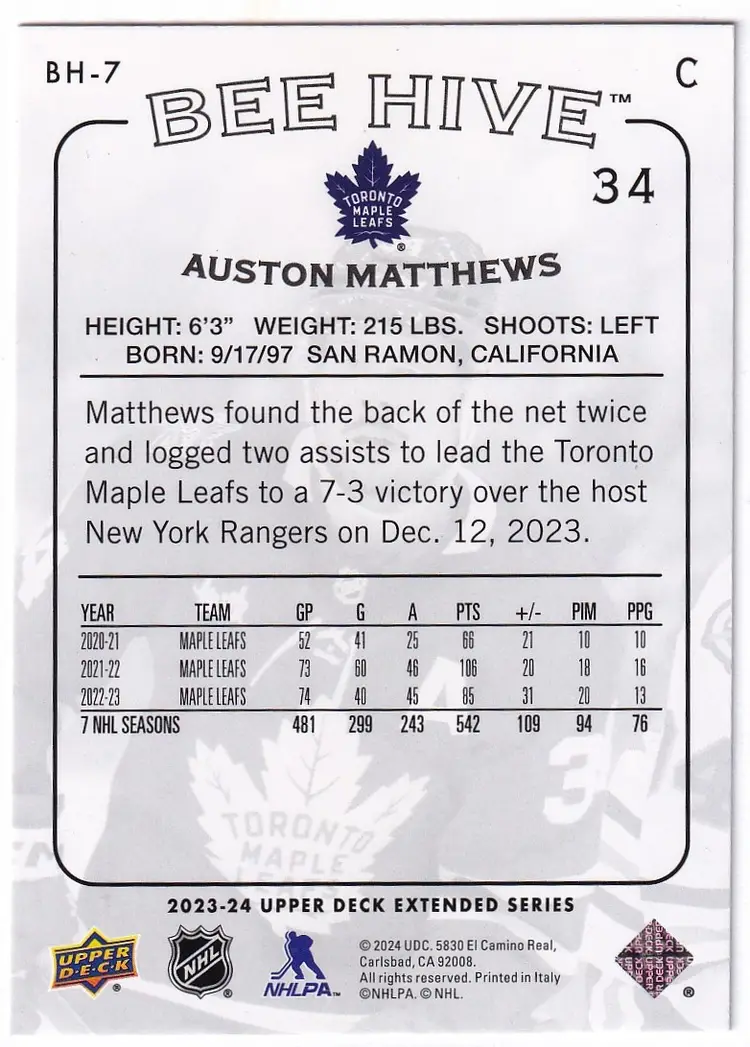 BH-7
C
BEE HIVE™
34
TORONTO
MAPLE
LEAFS
®
AUSTON MATTHEWS
HEIGHT: 6'3" WEIGHT: 215 LBS. SHOOTS: LEFT
BORN: 9/17/97 SAN RAMON, CALIFORNIA
Matthews found the back of the net twice
and logged two assists to lead the Toronto
Maple Leafs to a 7-3 victory over the host
New York Rangers on Dec. 12, 2023.
YEAR TEAM GP G A PTS +/- PIM PPG
2020-21 MAPLE LEAFS 52 41 25 66 21 10 10
2021-22 MAPLE LEAFS 73 60 46 106 20 18 16
2022-23 MAPLE LEAFS 74 40 45 85 31 20 13
7 NHL SEASONS 481 299 243 542 109 94 76
3
TORONTO
MAPLE
LEAFS
2023-24 UPPER DECK EXTENDED SERIES
UPPER
D·E·C·K
®
NHL
®
NHLPA™
© 2024 UDC. 5830 El Camino Real,
Carlsbad, CA 92008.
All rights reserved. Printed in Italy
©NHLPA. © NHL.
®